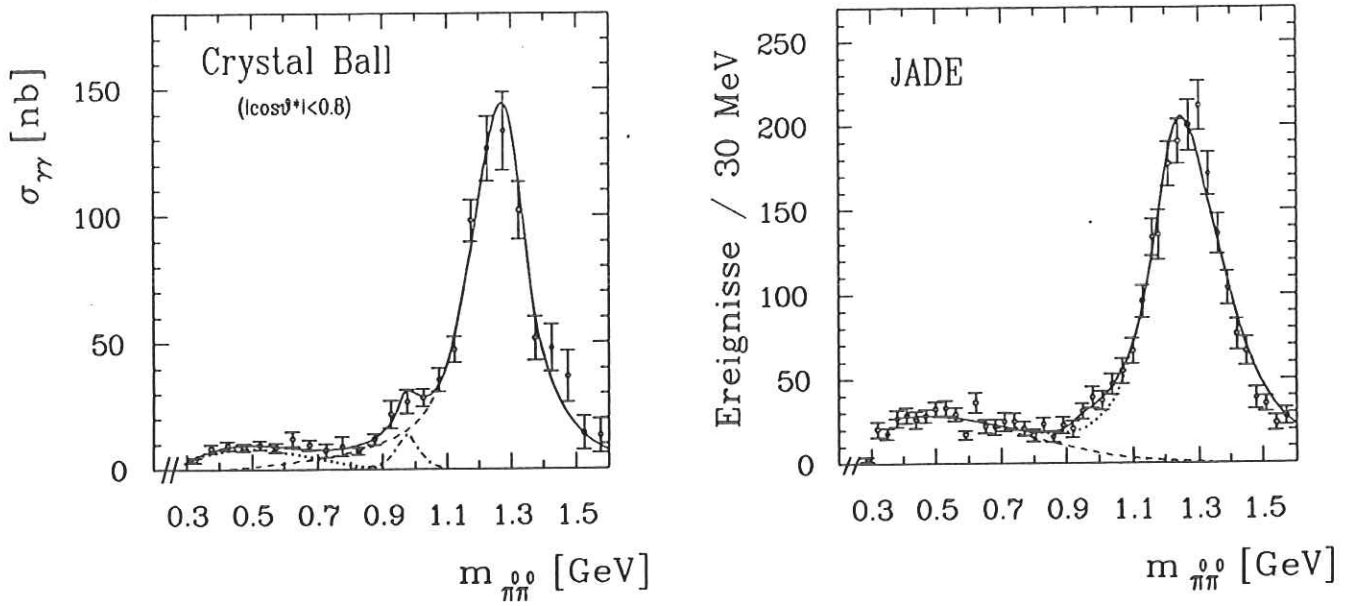 Crystal Ball
(|cosϑ*|<0.8)
σγγ [nb]
150
100
50
0
0.3 0.5 0.7 0.9 1.1 1.3 1.5
m π⁰π⁰ [GeV]
JADE
Ereignisse / 30 MeV
250
200
150
100
50
0
0.3 0.5 0.7 0.9 1.1 1.3 1.5
m π⁰π⁰ [GeV]